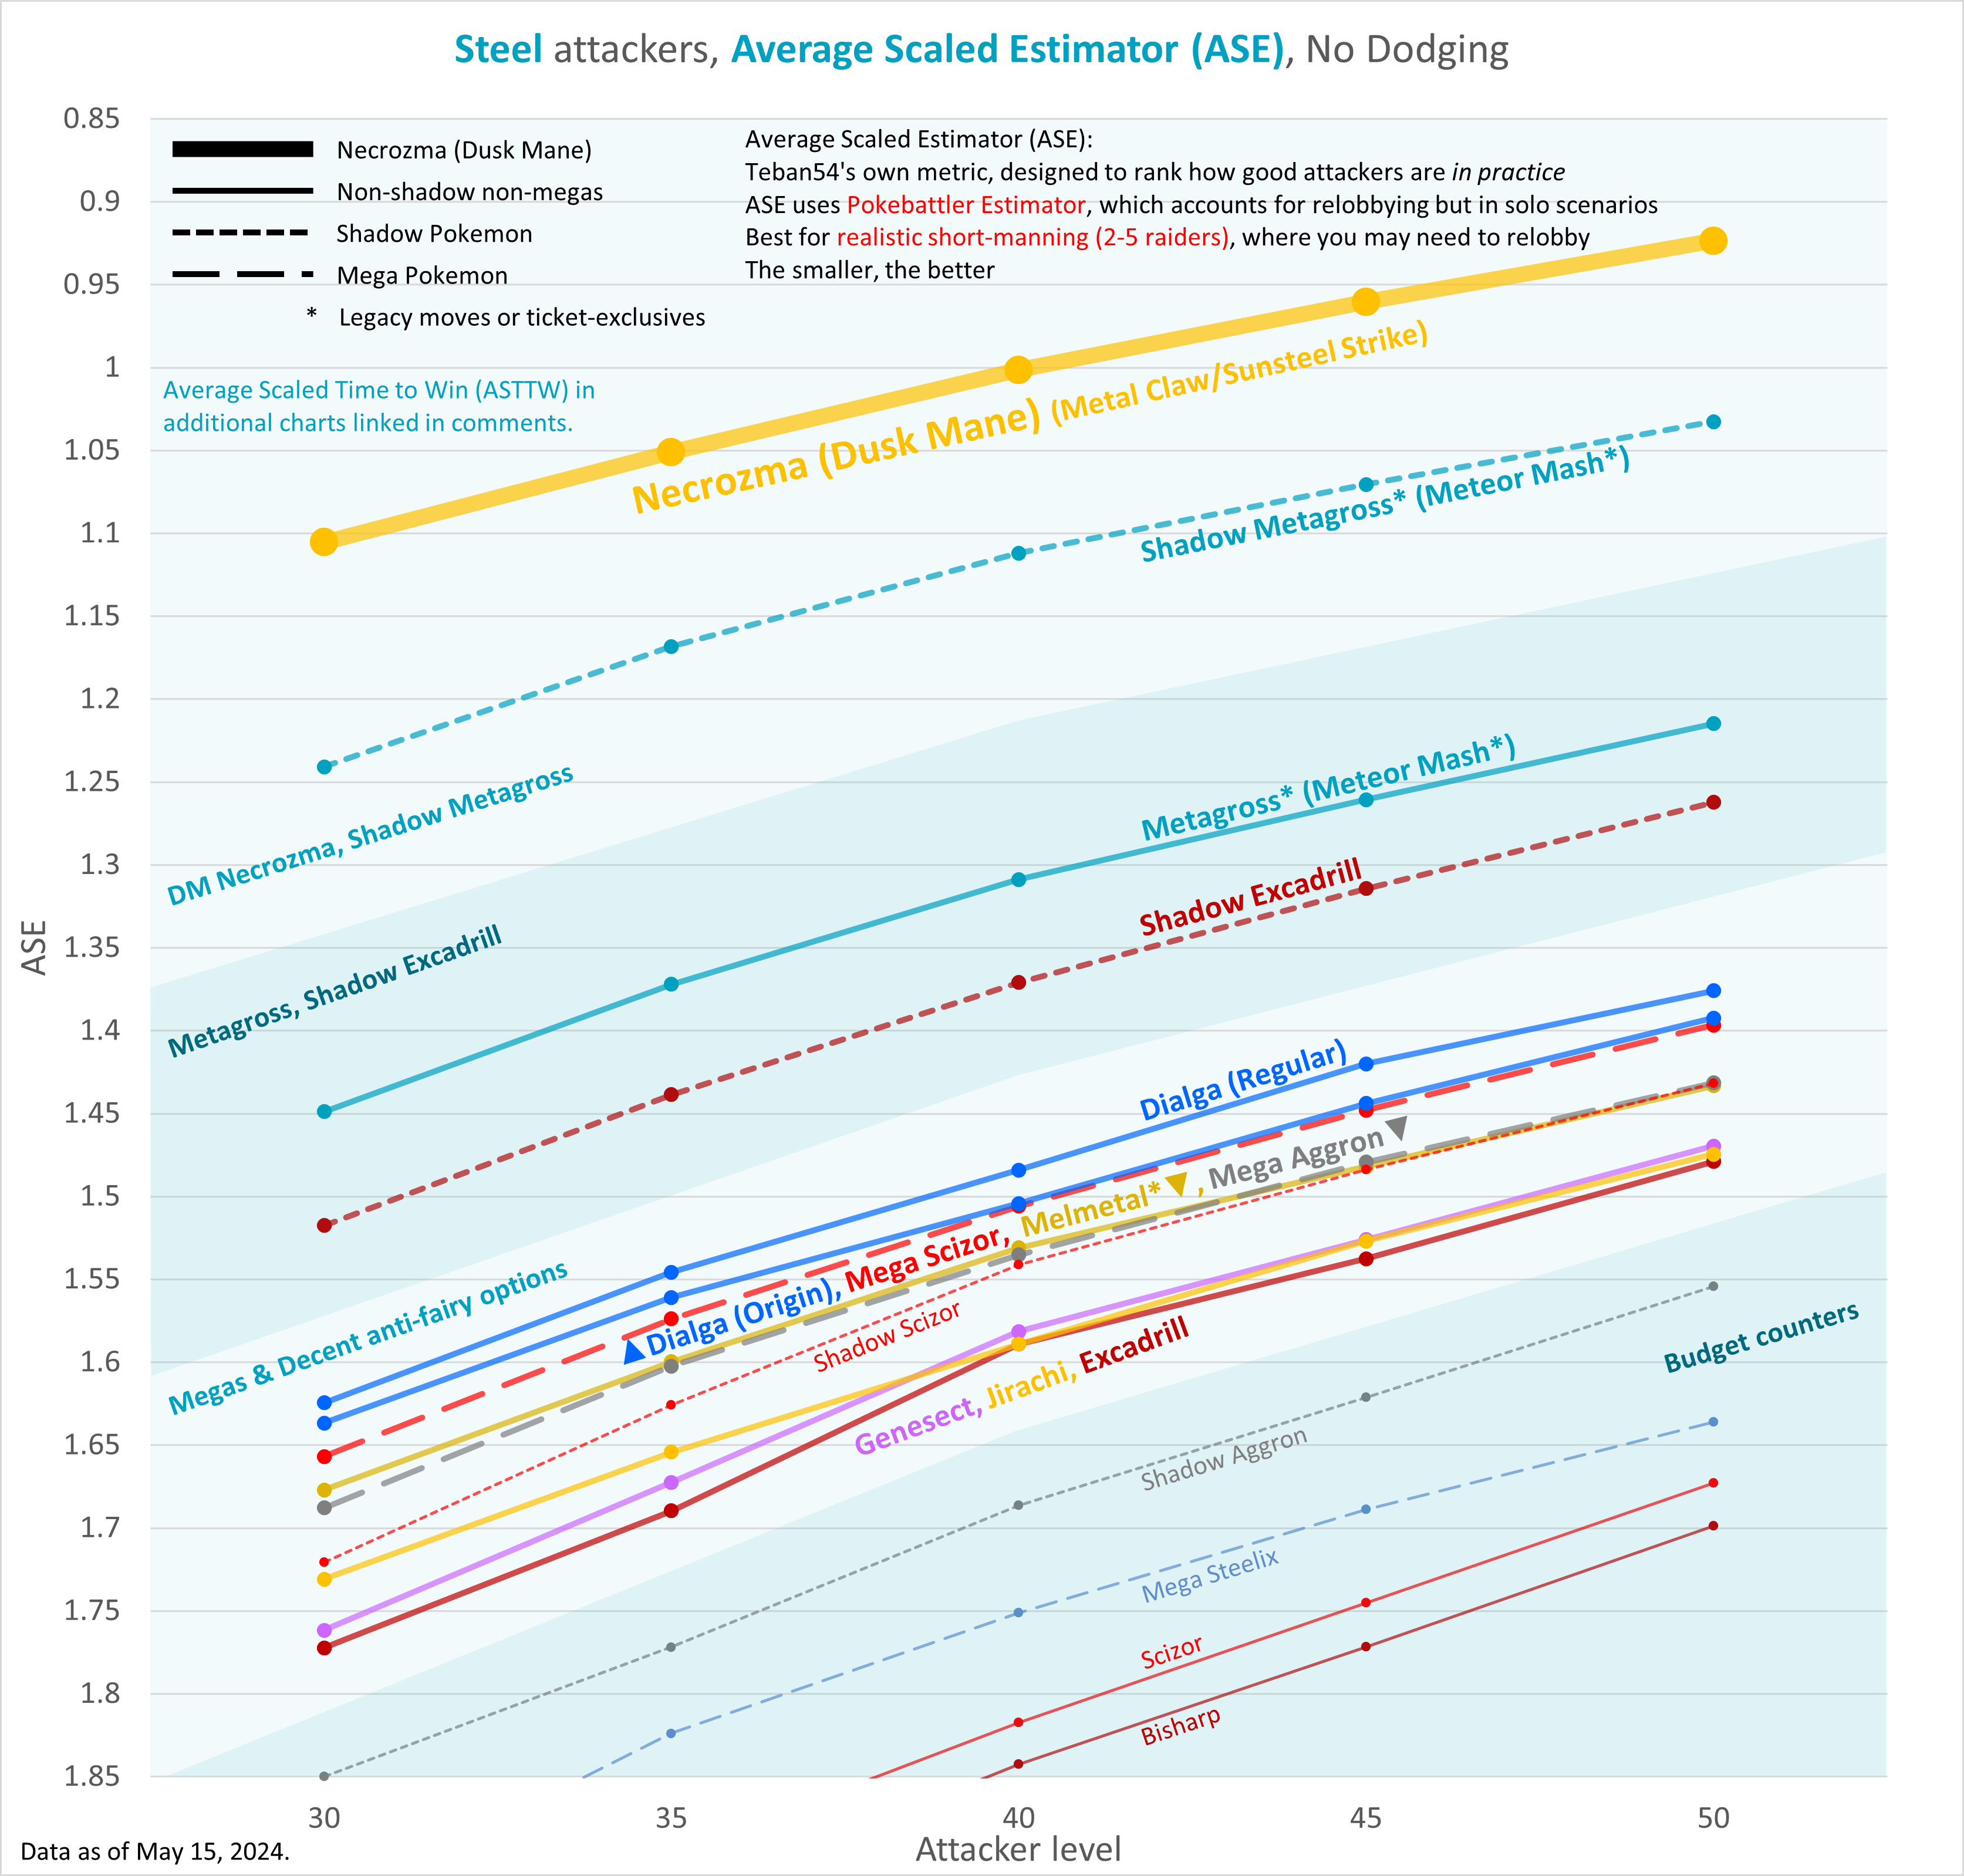 Steel attackers, Average Scaled Estimator (ASE), No Dodging
Necrozma (Dusk Mane)
Non-shadow non-megas
Shadow Pokemon
Mega Pokemon
* Legacy moves or ticket-exclusives
Average Scaled Estimator (ASE):
Teban54's own metric, designed to rank how good attackers are in practice
ASE uses Pokebattler Estimator, which accounts for relobbying but in solo scenarios
Best for realistic short-manning (2-5 raiders), where you may need to relobby
The smaller, the better
Average Scaled Time to Win (ASTTW) in
additional charts linked in comments.
ASE
0.85
0.9
0.95
1
1.05
1.1
1.15
1.2
1.25
1.3
1.35
1.4
1.45
1.5
1.55
1.6
1.65
1.7
1.75
1.8
1.85
Necrozma (Dusk Mane) (Metal Claw/Sunsteel Strike)
Shadow Metagross* (Meteor Mash*)
DM Necrozma, Shadow Metagross
Metagross* (Meteor Mash*)
Shadow Excadrill
Metagross, Shadow Excadrill
Dialga (Regular)
▲Dialga (Origin), Mega Scizor, Melmetal*▼, Mega Aggron▼
Megas & Decent anti-fairy options
Shadow Scizor
Genesect, Jirachi, Excadrill
Budget counters
Shadow Aggron
Mega Steelix
Scizor
Bisharp
30
35
40
45
50
Attacker level
Data as of May 15, 2024.